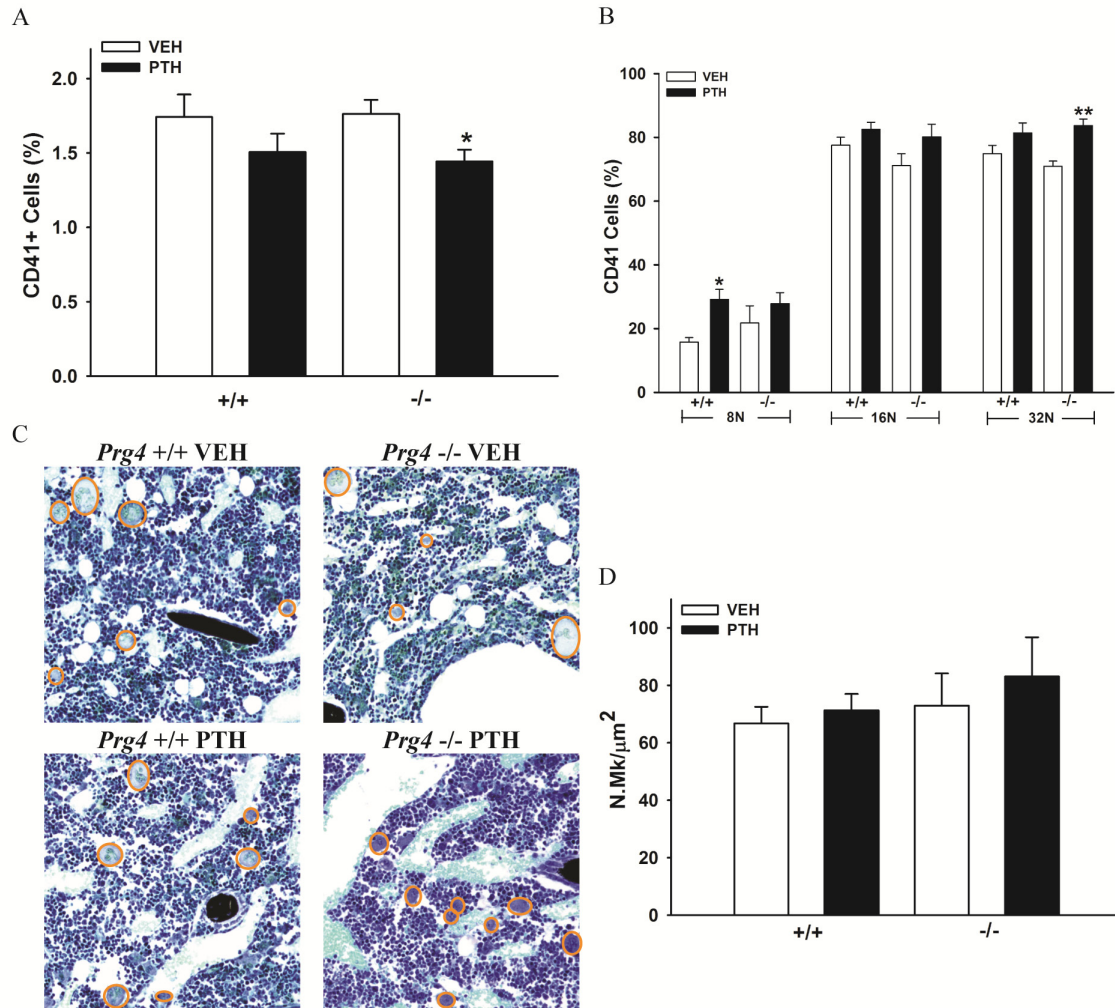 A
VEH
PTH
2.0
1.5
1.0
0.5
0.0
CD41+ Cells (%)
*
+/+ -/-
B
VEH
PTH
100
80
60
40
20
0
CD41 Cells (%)
*
**
+/+ -/- +/+ -/- +/+ -/-
8N 16N 32N
C
Prg4 +/+ VEH
Prg4 -/- VEH
Prg4 +/+ PTH
Prg4 -/- PTH
D
VEH
PTH
100
80
60
40
20
0
N.Mk/μm²
+/+ -/-